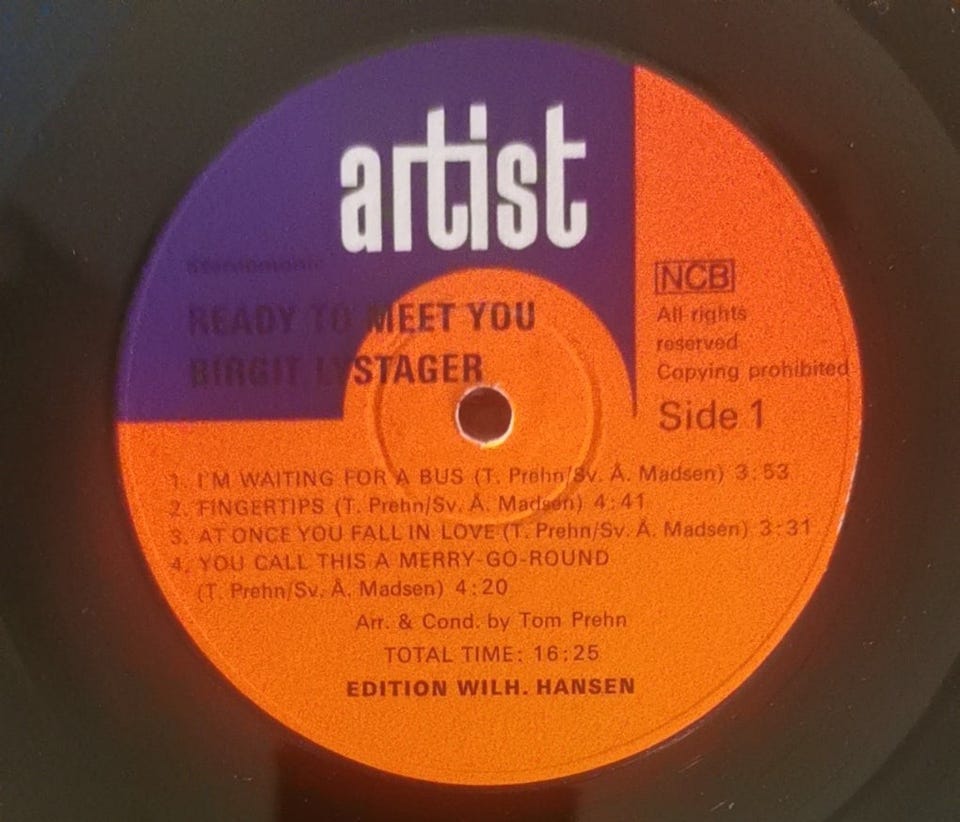 artist
stereomono
READY TO MEET YOU
BIRGIT LYSTAGER
NCB
All rights
reserved
Copying prohibited
Side 1
1. I'M WAITING FOR A BUS (T. Prehn/Sv. Å. Madsen) 3:53
2. FINGERTIPS (T. Prehn/Sv. Å. Madsen) 4:41
3. AT ONCE YOU FALL IN LOVE (T. Prehn/Sv. Å. Madsen) 3:31
4. YOU CALL THIS A MERRY-GO-ROUND
(T. Prehn/Sv. Å. Madsen) 4:20
Arr. & Cond. by Tom Prehn
TOTAL TIME: 16:25
EDITION WILH. HANSEN